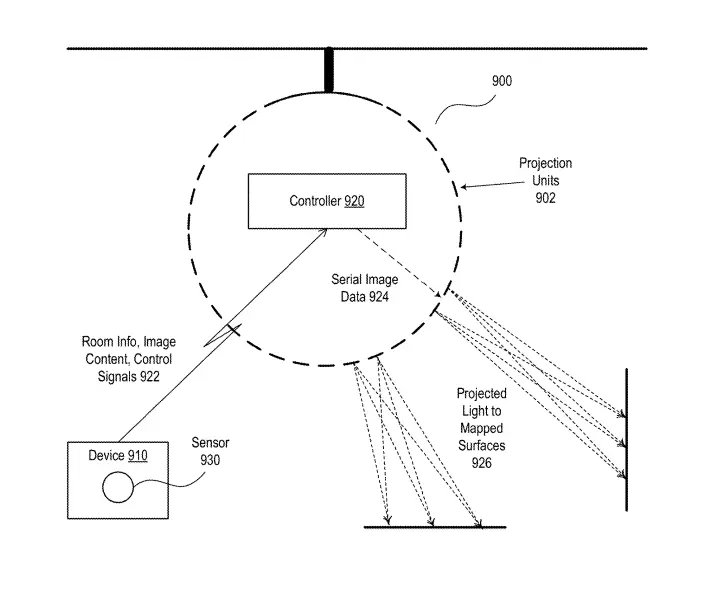 900
Projection
Units
902
Controller 920
Serial Image
Data 924
Room Info, Image
Content, Control
Signals 922
Projected
Light to
Mapped
Surfaces
926
Device 910
Sensor
930